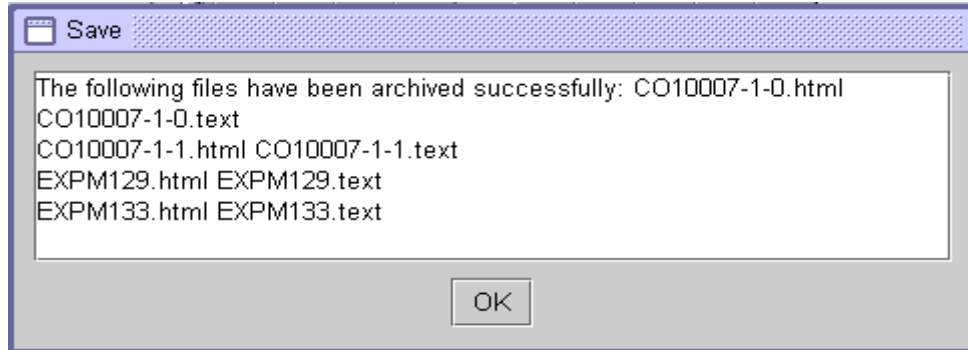 Save
The following files have been archived successfully: CO10007-1-0.html
CO10007-1-0.text
CO10007-1-1.html CO10007-1-1.text
EXPM129.html EXPM129.text
EXPM133.html EXPM133.text
OK